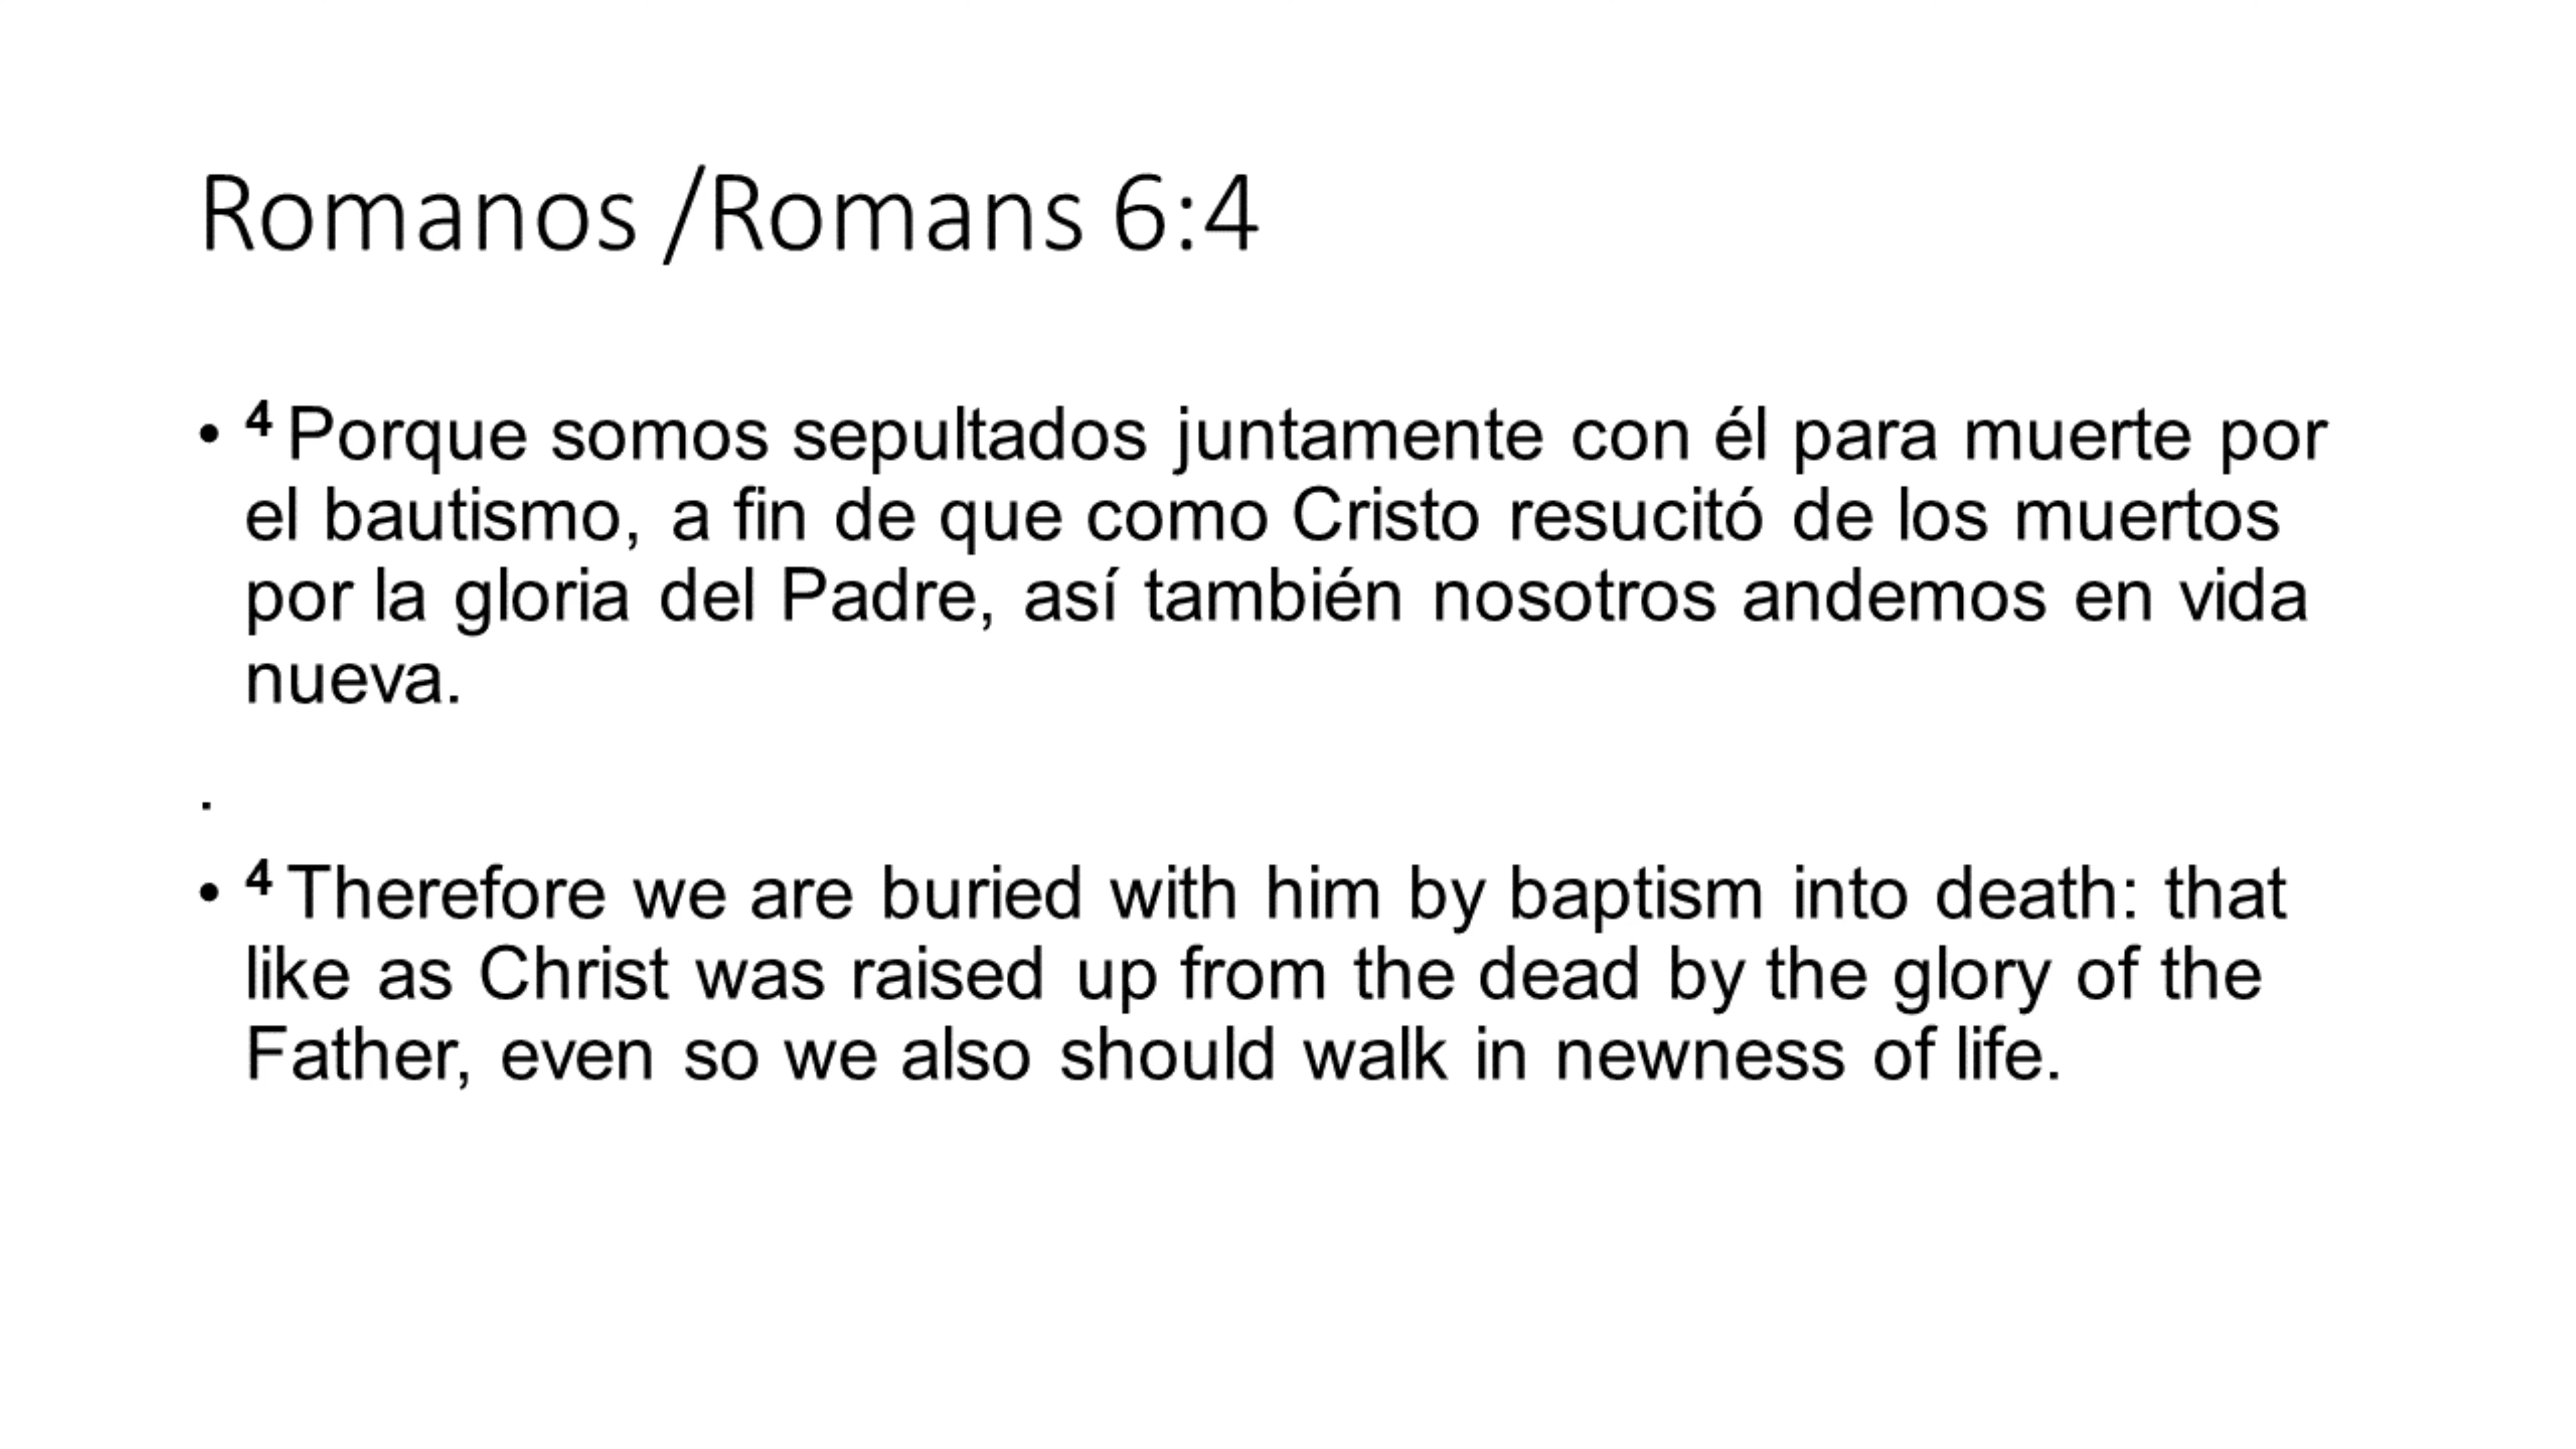 Romanos /Romans 6:4
• 4 Porque somos sepultados juntamente con él para muerte por
el bautismo, a fin de que como Cristo resucitó de los muertos
por la gloria del Padre, así también nosotros andemos en vida
nueva.
.
• 4 Therefore we are buried with him by baptism into death: that
like as Christ was raised up from the dead by the glory of the
Father, even so we also should walk in newness of life.